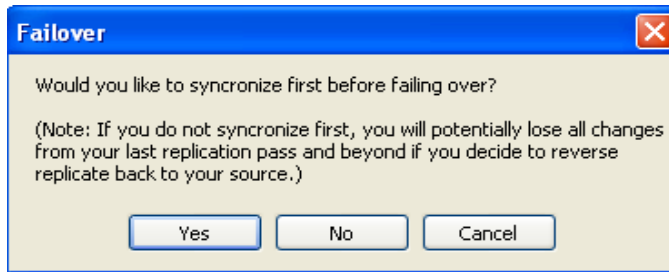 Failover
Would you like to syncronize first before failing over?
(Note: If you do not syncronize first, you will potentially lose all changes
from your last replication pass and beyond if you decide to reverse
replicate back to your source.)
Yes No Cancel